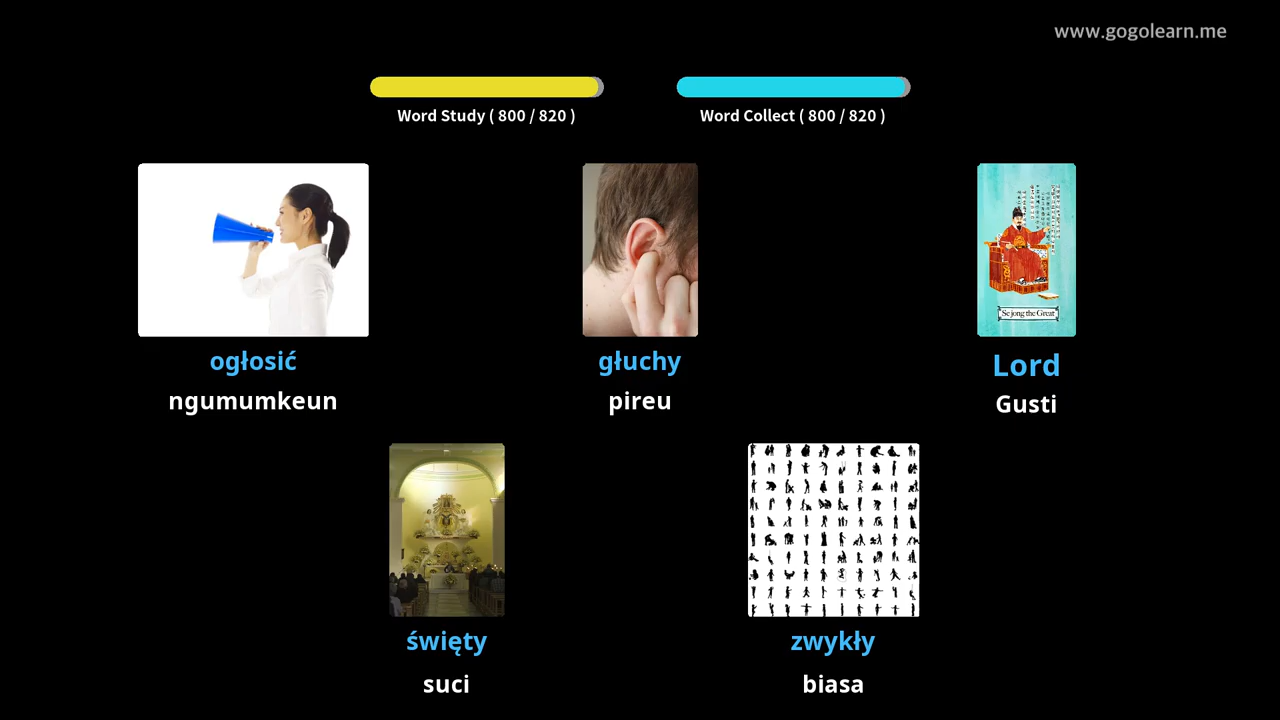 www.gogolearn.me
Word Study ( 800 / 820 )
Word Collect ( 800 / 820 )
Se jong the Great
ogłosić
głuchy
Lord
ngumumkeun
pireu
Gusti
święty
zwykły
suci
biasa